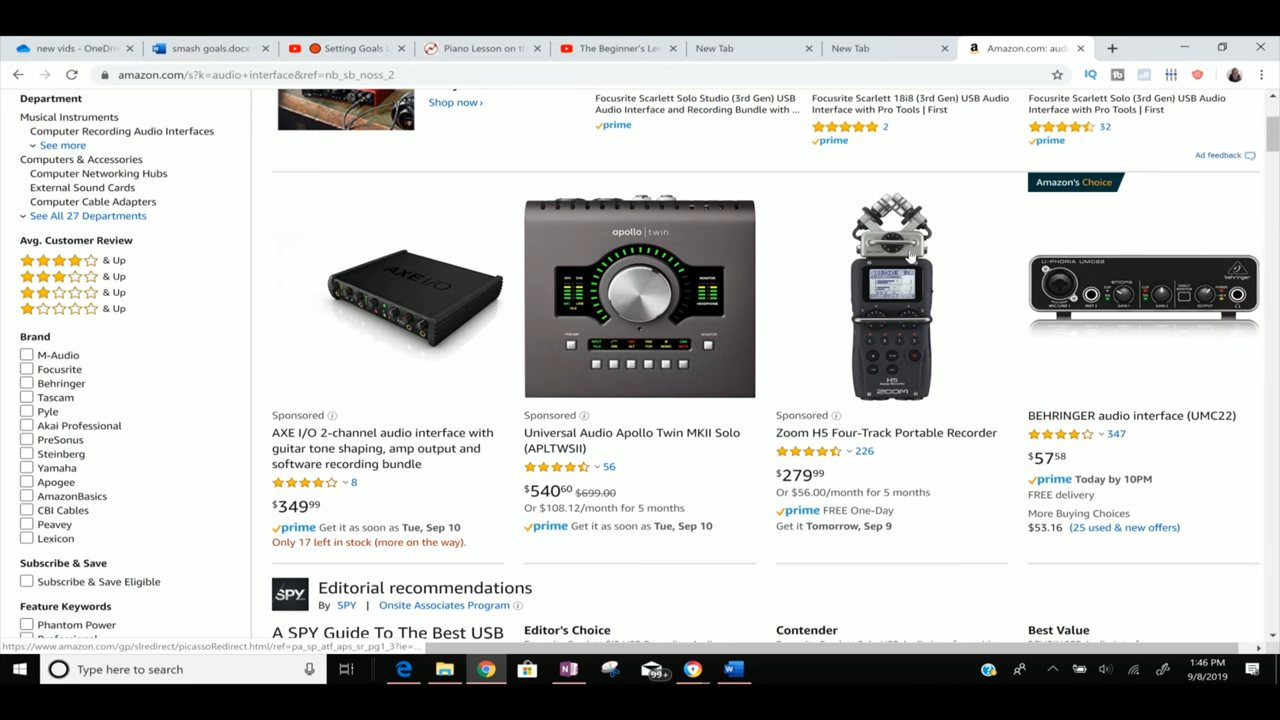 new vids - OneDri
smash goals.docx
Setting Goals L
Piano Lesson on th
The Beginner's Les
New Tab
New Tab
Amazon.com: audi
amazon.com/s?k=audio+interface&ref=nb_sb_noss_2
IQ
Department
Musical Instruments
Computer Recording Audio Interfaces
See more
Computers & Accessories
Computer Networking Hubs
External Sound Cards
Computer Cable Adapters
See All 27 Departments
Avg. Customer Review
& Up
& Up
& Up
& Up
Brand
M-Audio
Focusrite
Behringer
Tascam
Pyle
Akai Professional
PreSonus
Steinberg
Yamaha
Apogee
AmazonBasics
CBI Cables
Peavey
Lexicon
Subscribe & Save
Subscribe & Save Eligible
Feature Keywords
Phantom Power
Shop now ›
Focusrite Scarlett Solo Studio (3rd Gen) USB
Audio Interface and Recording Bundle with ...
prime
Focusrite Scarlett 18i8 (3rd Gen) USB Audio
Interface with Pro Tools | First
2
prime
Focusrite Scarlett Solo (3rd Gen) USB Audio
Interface with Pro Tools | First
32
prime
Ad feedback
AXE I/O
Sponsored
AXE I/O 2-channel audio interface with
guitar tone shaping, amp output and
software recording bundle
8
$349 99
prime Get it as soon as Tue, Sep 10
Only 17 left in stock (more on the way).
apollo | twin
Sponsored
Universal Audio Apollo Twin MKII Solo
(APLTWSII)
56
$540 60 $699.00
Or $108.12/month for 5 months
prime Get it as soon as Tue, Sep 10
H5
ZOOM
Sponsored
Zoom H5 Four-Track Portable Recorder
226
$279 99
Or $56.00/month for 5 months
prime FREE One-Day
Get it Tomorrow, Sep 9
Amazon's Choice
U-PHORIA UMC22
behringer
BEHRINGER audio interface (UMC22)
347
$57 58
prime Today by 10PM
FREE delivery
More Buying Choices
$53.16 (25 used & new offers)
SPY
Editorial recommendations
By SPY | Onsite Associates Program
A SPY Guide To The Best USB
Editor's Choice
Contender
Best Value
https://www.amazon.com/gp/slredirect/picassoRedirect.html/ref=pa_sp_atf_aps_sr_pg1_3?ie=...
Type here to search
99+
1:46 PM
9/8/2019